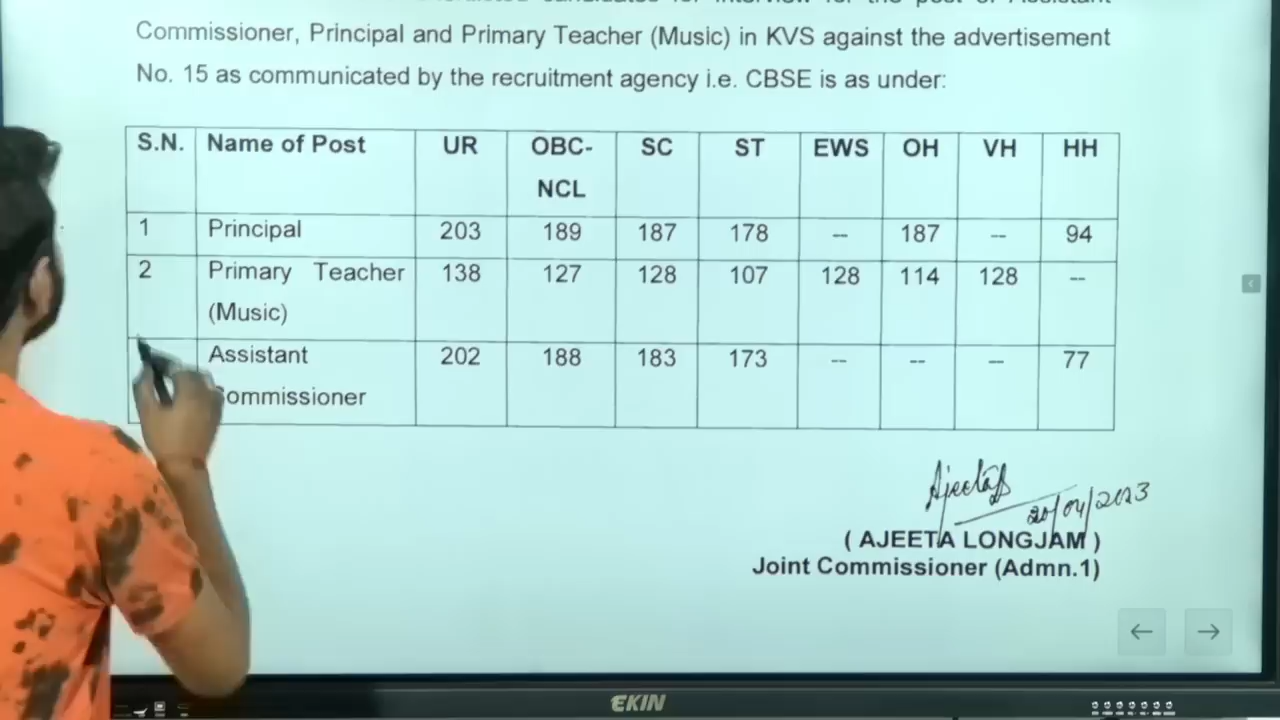 Commissioner, Principal and Primary Teacher (Music) in KVS against the advertisement
No. 15 as communicated by the recruitment agency i.e. CBSE is as under:
S.N. Name of Post UR OBC-NCL SC ST EWS OH VH HH
1 Principal 203 189 187 178 -- 187 -- 94
2 Primary Teacher (Music) 138 127 128 107 128 114 128 --
Assistant ommissioner 202 188 183 173 -- -- -- 77
Ajeeta
20/04/2023
( AJEETA LONGJAM )
Joint Commissioner (Admn.1)
EKIN